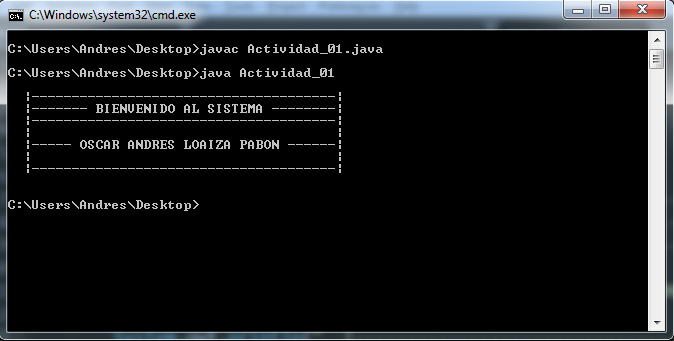 C:\Windows\system32\cmd.exe
C:\Users\Andres\Desktop>javac Actividad_01.java
C:\Users\Andres\Desktop>java Actividad_01
¦--------------------------------------¦
¦------- BIENVENIDO AL SISTEMA --------¦
¦--------------------------------------¦
¦                                      ¦
¦----- OSCAR ANDRES LOAIZA PABON ------¦
¦                                      ¦
¦--------------------------------------¦
C:\Users\Andres\Desktop>